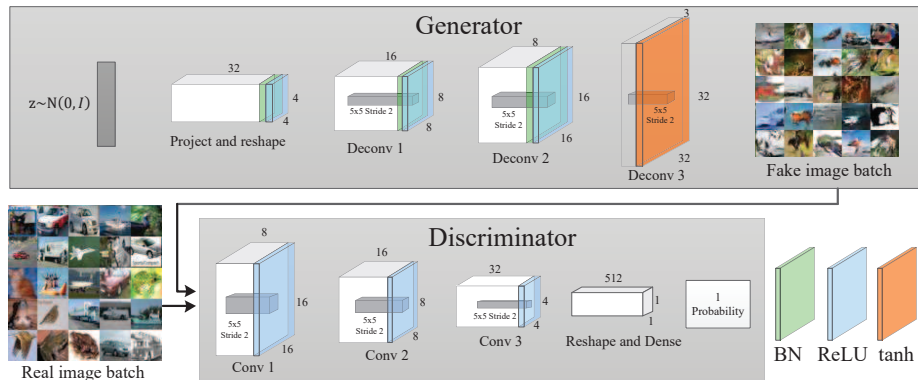 Generator
z~N(0, I)
32
4
4
Project and reshape
16
5x5 Stride 2
8
8
Deconv 1
8
5x5 Stride 2
16
16
Deconv 2
3
5x5
Stride 2
32
32
Deconv 3
Fake image batch
Real image batch
Discriminator
8
5x5
Stride 2
16
16
Conv 1
16
5x5
Stride 2
8
8
Conv 2
32
5x5 Stride 2
4
4
Conv 3
512
1
1
Reshape and Dense
1
Probability
BN
ReLU
tanh